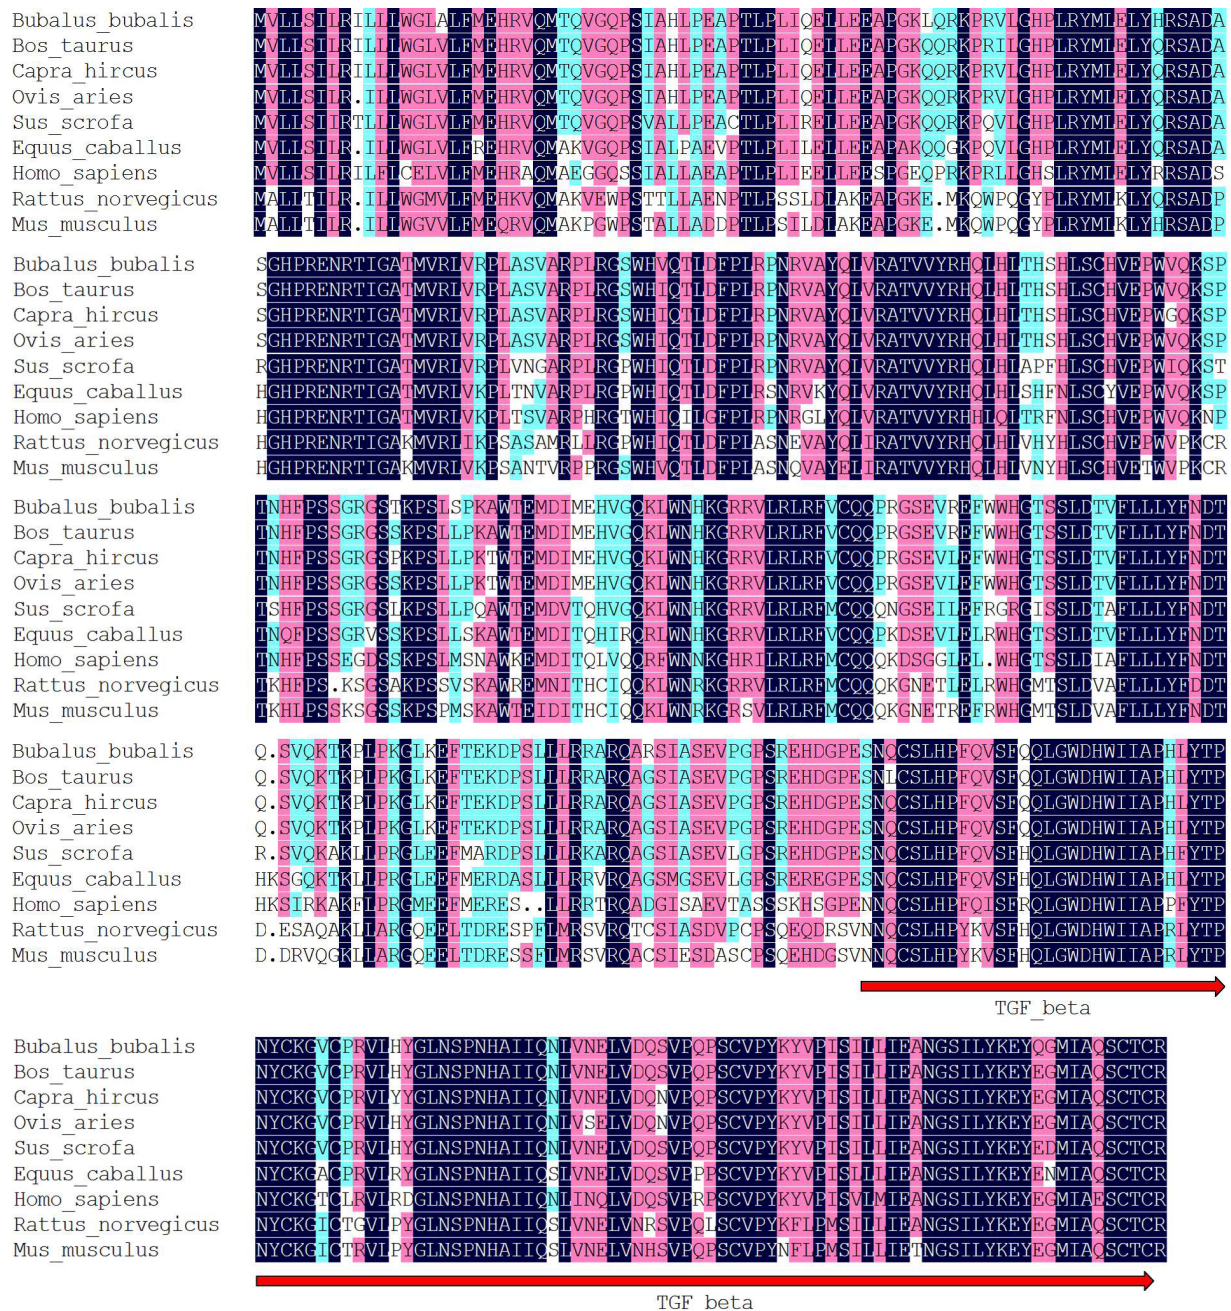 Bubalus_bubalis MVLLSILRILLLWGLALFMEHRVQMTQVGQPSIAHLPEAPTLPLIQELLEEAPGKLQRKPRVLGHPLRYMLELYHRSADA
Bos_taurus MVLLSILRILLLWGLVLFMEHRVQMTQVGQPSIAHLPEAPTLPLIQELLEEAPGKQQRKPRILGHPLRYMLELYQRSADA
Capra_hircus MVLLSILRILLLWGLVLFMEHRVQMTQVGQPSIAHLPEAPTLPLIQELLEEAPGKQQRKPRVLGHPLRYMLELYQRSADA
Ovis_aries MVLLSILR.ILLWGLVLFMEHRVQMTQVGQPSIAHLPEAPTLPLIQELLEEAPGKQQRKPRVLGHPLRYMLELYQRSADA
Sus_scrofa MVLLSIIRTLLLWGLVLFMEHRVQMTQVGQPSVALLPEACTLPLIRELLEEAPGKQQRKPQVLGHPLRYMLELYQRSADA
Equus_caballus MVLLSILR.ILLWGLVLFREHRVQMAKVGQPSIALPAEVPTLPLILELLEEAPAKQQGKPQVLGHPLRYMLELYQRSADA
Homo_sapiens MVLLSILRILFLCELVLFMEHRAQMAEGGQSSIALLAEAPTLPLIEELLEESPGEQPRKPRLLGHSLRYMLELYRRSADS
Rattus_norvegicus MALLTILR.ILLWGMVLFMEHKVQMAKVEWPSTTLLAENPTLPSSLDLAKEAPGKE.MKQWPQGYPLRYMLKLYQRSADP
Mus_musculus MALLTILR.ILLWGVVLFMEQRVQMAKPGWPSTALLADDPTLPSILDLAKEAPGKE.MKQWPQGYPLRYMLKLYHRSADP
Bubalus_bubalis SGHPRENRTIGATMVRLVRPLASVARPLRGSWHVQTLDFPLRPNRVAYQLVRATVVYRHQLHLTHSHLSCHVEPWVQKSP
Bos_taurus SGHPRENRTIGATMVRLVRPLASVARPLRGSWHIQTLDFPLRPNRVAYQLVRATVVYRHQLHLTHSHLSCHVEPWVQKSP
Capra_hircus SGHPRENRTIGATMVRLVRPLASVARPLRGSWHIQTLDFPLRPNRVAYQLVRATVVYRHQLHLTHSHLSCHVEPWGQKSP
Ovis_aries SGHPRENRTIGATMVRLVRPLASVARPLRGSWHIQTLDFPLRPNRVAYQLVRATVVYRHQLHLTHSHLSCHVEPWVQKSP
Sus_scrofa RGHPRENRTIGATMVRLVRPLVNGARPLRGPWHIQTLDFPLRPNRVAYQLVRATVVYRHQLHLAPFHLSCHVEPWIQKST
Equus_caballus HGHPRENRTIGATMVRLVKPLTNVARPLRGPWHIQTLDFPLRSNRVKYQLVRATVVYRHQLHLSHFNLSCYVEPWVQKSP
Homo_sapiens HGHPRENRTIGATMVRLVKPLTSVARPHRGTWHIQILGFPLRPNRGLYQLVRATVVYRHHLQLTRFNLSCHVEPWVQKNP
Rattus_norvegicus HGHPRENRTIGAKMVRLIKPSASAMRLLRGPWHIQTLDFPLASNEVAYQLIRATVVYRHQLHLVHYHLSCHVEPWVPKCR
Mus_musculus HGHPRENRTIGAKMVRLVKPSANTVRPPRGSWHVQTLDFPLASNQVAYELIRATVVYRHQLHLVNYHLSCHVETWVPKCR
Bubalus_bubalis TNHFPSSGRGSTKPSLSPKAWTEMDIMEHVGQKLWNHKGRRVLRLRFVCQQPRGSEVREFWWHGTSSLDTVFLLLYFNDT
Bos_taurus TNHFPSSGRGSSKPSLLPKAWTEMDIMEHVGQKLWNHKGRRVLRLRFVCQQPRGSEVREFWWHGTSSLDTVFLLLYFNDT
Capra_hircus TNHFPSSGRGSPKPSLLPKTWTEMDIMEHVGQKLWNHKGRRVLRLRFVCQQPRGSEVLEFWWHGTSSLDTVFLLLYFNDT
Ovis_aries TNHFPSSGRGSSKPSLLPKTWTEMDIMEHVGQKLWNHKGRRVLRLRFVCQQPRGSEVLEFWWHGTSSLDTVFLLLYFNDT
Sus_scrofa TSHFPSSGRGSLKPSLLPQAWTEMDVTQHVGQKLWNHKGRRVLRLRFMCQQQNGSEILEFRGRGISSLDTAFLLLYFNDT
Equus_caballus TNQFPSSGRVSSKPSLLSKAWTEMDITQHIRQRLWNHKGRRVLRLRFVCQQPKDSEVLELRWHGTSSLDTVFLLLYFNDT
Homo_sapiens TNHFPSSEGDSSKPSLMSNAWKEMDITQLVQQRFWNNKGHRILRLRFMCQQQKDSGGLEL.WHGTSSLDIAFLLLYFNDT
Rattus_norvegicus TKHFPS.KSGSAKPSSVSKAWREMNITHCIQQKLWNRKGRRVLRLRFMCQQQKGNETLELRWHGMTSLDVAFLLLYFDDT
Mus_musculus TKHLPSSKSGSSKPSPMSKAWTEIDITHCIQQKLWNRKGRSVLRLRFMCQQQKGNETREFRWHGMTSLDVAFLLLYFNDT
Bubalus_bubalis Q.SVQKTKPLPKGLKEFTEKDPSLLLRRARQARSIASEVPGPSREHDGPESNQCSLHPFQVSFQQLGWDHWIIAPHLYTP
Bos_taurus Q.SVQKTKPLPKGLKEFTEKDPSLLLRRARQAGSIASEVPGPSREHDGPESNLCSLHPFQVSFQQLGWDHWIIAPHLYTP
Capra_hircus Q.SVQKTKPLPKGLKEFTEKDPSLLLRRARQAGSIASEVPGPSREHDGPESNQCSLHPFQVSFQQLGWDHWIIAPHLYTP
Ovis_aries Q.SVQKTKPLPKGLKEFTEKDPSLLLRRARQAGSIASEVPGPSREHDGPESNQCSLHPFQVSFQQLGWDHWIIAPHLYTP
Sus_scrofa R.SVQKAKLLPRGLEEFMARDPSLLLRKARQAGSIASEVLGPSREHDGPESNQCSLHPFQVSFHQLGWDHWIIAPHFYTP
Equus_caballus HKSGQKTKLLPRGLEEFMERDASLLLRRVRQAGSMGSEVLGPSREREGPESNQCSLHPFQVSFHQLGWDHWIIAPHLYTP
Homo_sapiens HKSIRKAKFLPRGMEEFMERES..LLRRTRQADGISAEVTASSSKHSGPENNQCSLHPFQISFRQLGWDHWIIAPPFYTP
Rattus_norvegicus D.ESAQAKLLARGQEELTDRESPFLMRSVRQTCSIASDVPCPSQEQDRSVNNQCSLHPYKVSFHQLGWDHWIIAPRLYTP
Mus_musculus D.DRVQGKLLARGQEELTDRESSFLMRSVRQACSIESDASCPSQEHDGSVNNQCSLHPYKVSFHQLGWDHWIIAPRLYTP
TGF_beta
Bubalus_bubalis NYCKGVCPRVLHYGLNSPNHAIIQNLVNELVDQSVPQPSCVPYKYVPISILLIEANGSILYKEYQGMIAQSCTCR
Bos_taurus NYCKGVCPRVLHYGLNSPNHAIIQNLVNELVDQSVPQPSCVPYKYVPISILLIEANGSILYKEYEGMIAQSCTCR
Capra_hircus NYCKGVCPRVLYYGLNSPNHAIIQNLVNELVDQNVPQPSCVPYKYVPISILLIEANGSILYKEYEGMIAQSCTCR
Ovis_aries NYCKGVCPRVLHYGLNSPNHAIIQNLVSELVDQNVPQPSCVPYKYVPISILLIEANGSILYKEYEGMIAQSCTCR
Sus_scrofa NYCKGVCPRVLHYGLNSPNHAIIQNLVNELVDQSVPQPSCVPYKYVPISILLIEANGSILYKEYEDMIAQSCTCR
Equus_caballus NYCKGACPRVLRYGLNSPNHAIIQSLVNELVDQSVPPPSCVPYKYVPISILLIEANGSILYKEYENMIAQSCTCR
Homo_sapiens NYCKGTCLRVLRDGLNSPNHAIIQNLINQLVDQSVPRPSCVPYKYVPISVLMIEANGSILYKEYEGMIAESCTCR
Rattus_norvegicus NYCKGICTGVLPYGLNSPNHAIIQSLVNELVNRSVPQLSCVPYKFLPMSILLIEANGSILYKEYEGMIAQSCTCR
Mus_musculus NYCKGICTRVLPYGLNSPNHAIIQSLVNELVNHSVPQPSCVPYNFLPMSILLIETNGSILYKEYEGMIAQSCTCR
TGF_beta